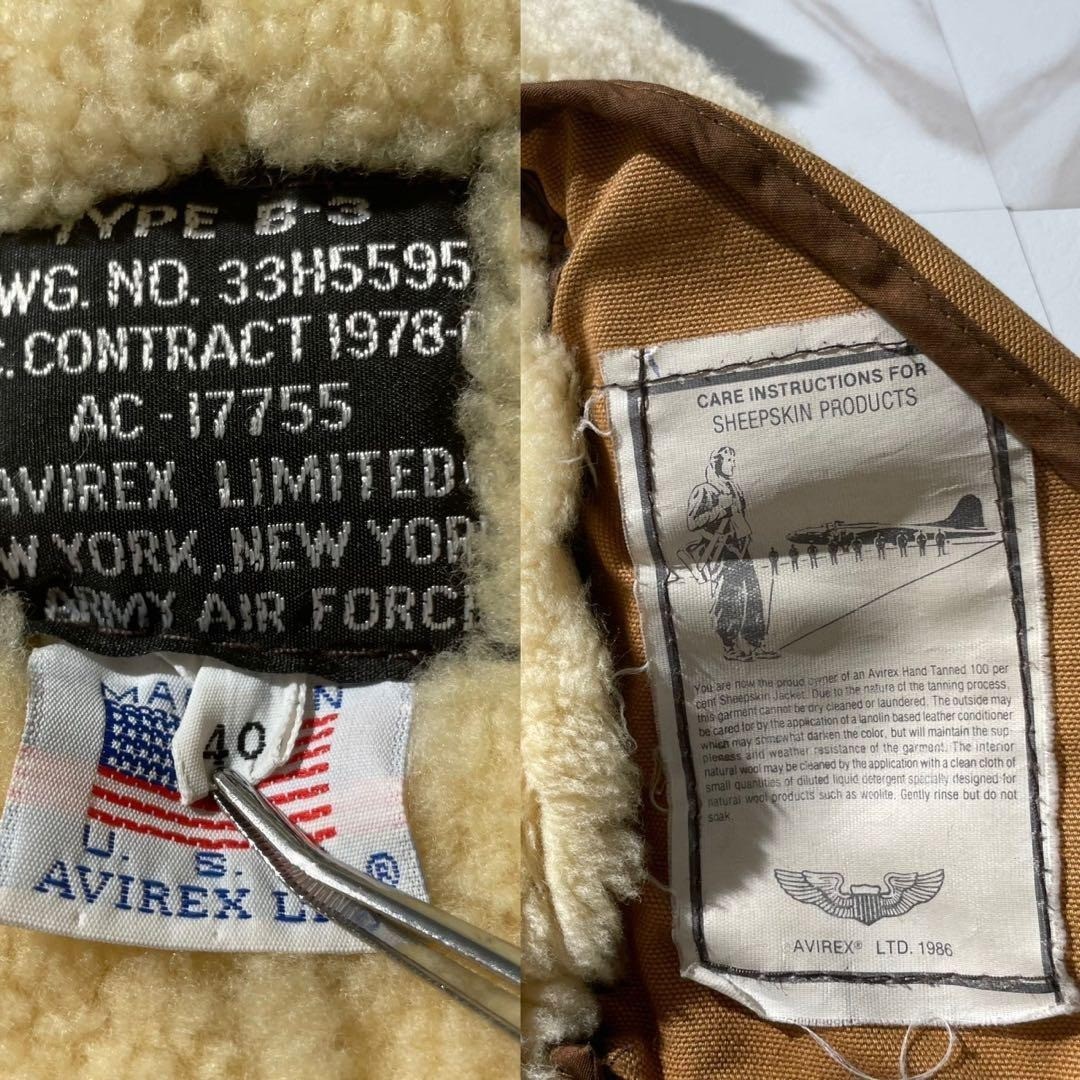 TYPE B-3
WG. NO. 33H5595
. CONTRACT 1978-
AC - 17755
AVIREX LIMITED
W YORK, NEW YOR
ARMY AIR FORC
MA N
40
U. S.
AVIREX L ®
CARE INSTRUCTIONS FOR
SHEEPSKIN PRODUCTS
You are now the proud owner of an Avirex Hand Tanned 100 per
cent Sheepskin Jacket. Due to the nature of the tanning process,
this garment cannot be dry cleaned or laundered. The outside may
be cared for by the application of a lanolin based leather conditioner
which may somewhat darken the color, but will maintain the sup-
pleness and weather resistance of the garment. The interior
natural wool may be cleaned by the application with a clean cloth of
small quantities of diluted liquid detergent specially designed for
natural wool products such as woolite. Gently rinse but do not
soak.
AVIREX® LTD. 1986